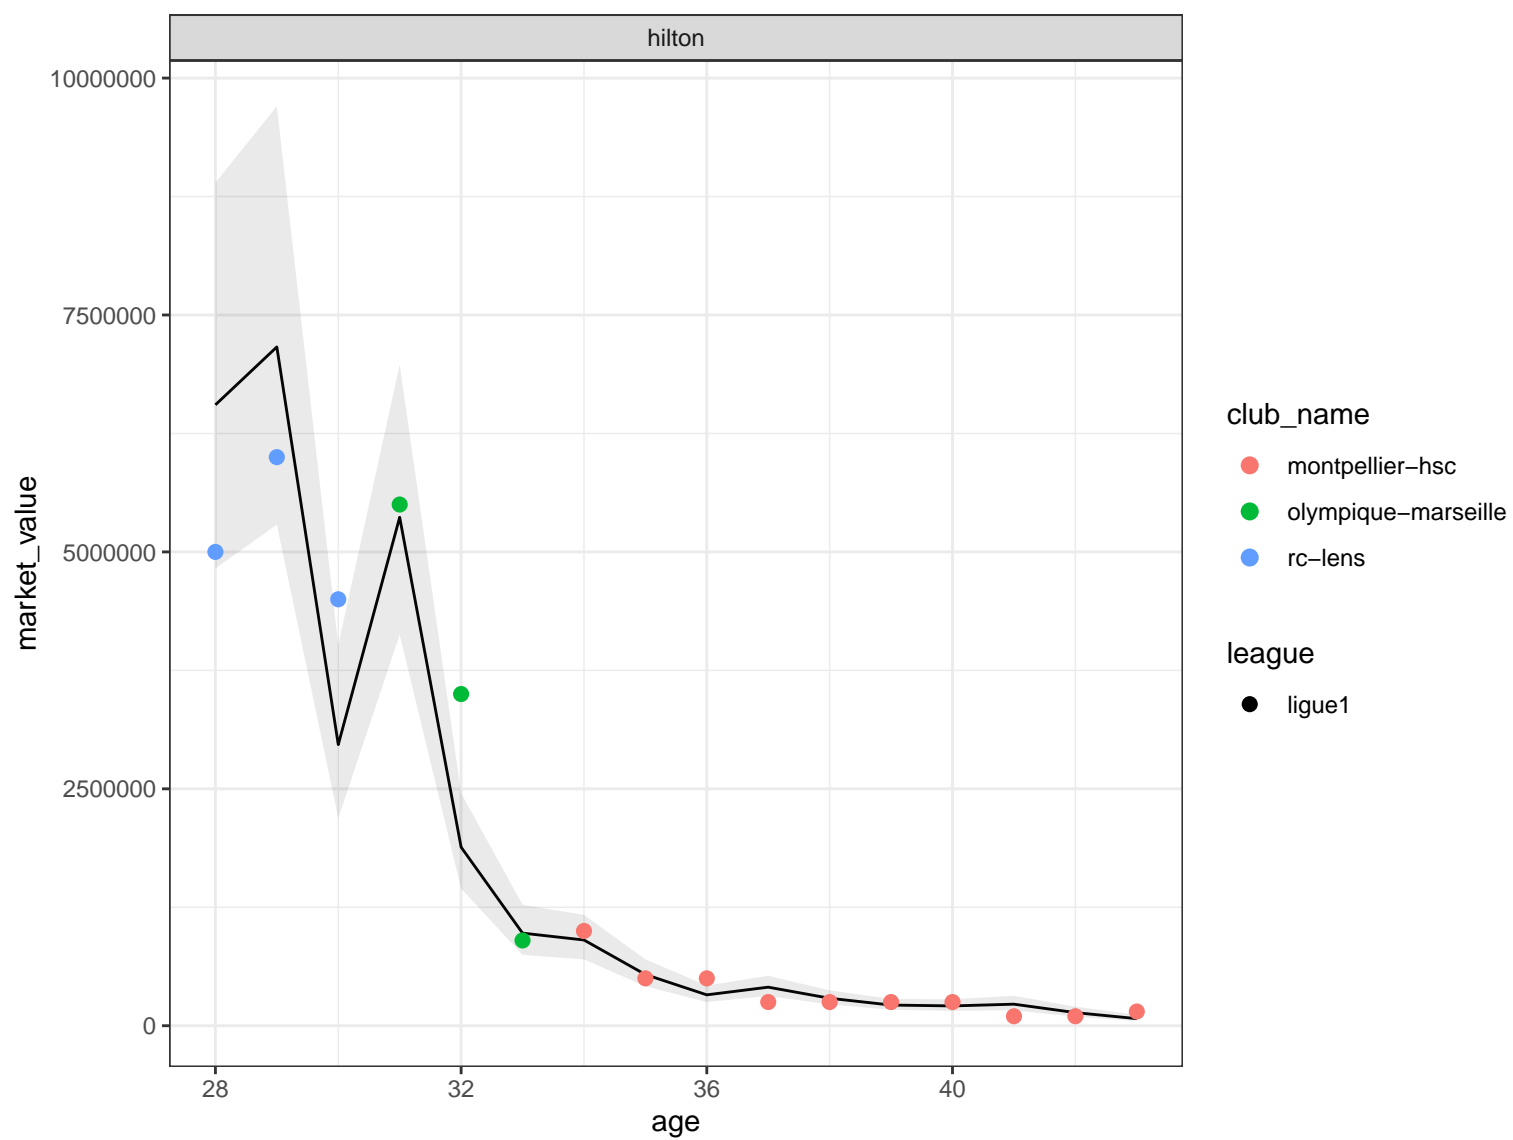 hilton
10000000
7500000
5000000
2500000
0
market_value
28
32
36
40
age
club_name
montpellier−hsc
olympique−marseille
rc−lens
league
ligue1